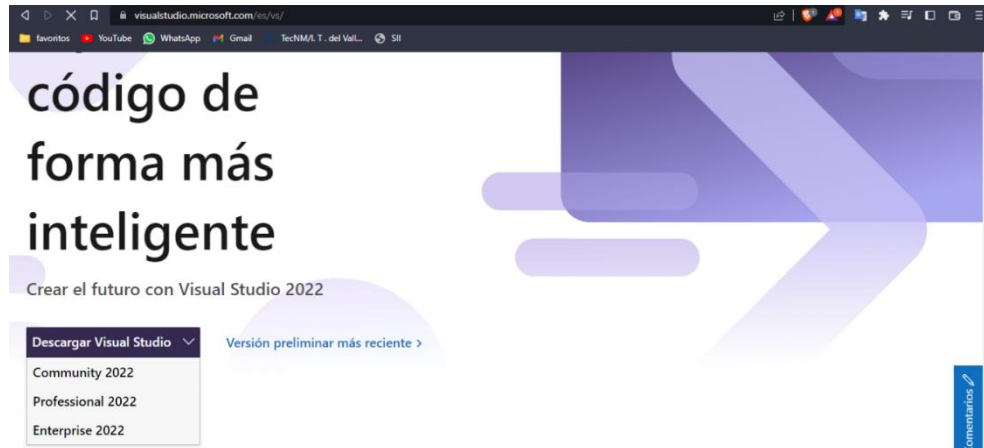 visualstudio.microsoft.com/es/vs/
favoritos YouTube WhatsApp Gmail TecNM/I. T. del Vall... SII
código de
forma más
inteligente
Crear el futuro con Visual Studio 2022
Descargar Visual Studio Versión preliminar más reciente >
Community 2022
Professional 2022
Enterprise 2022
omentarios